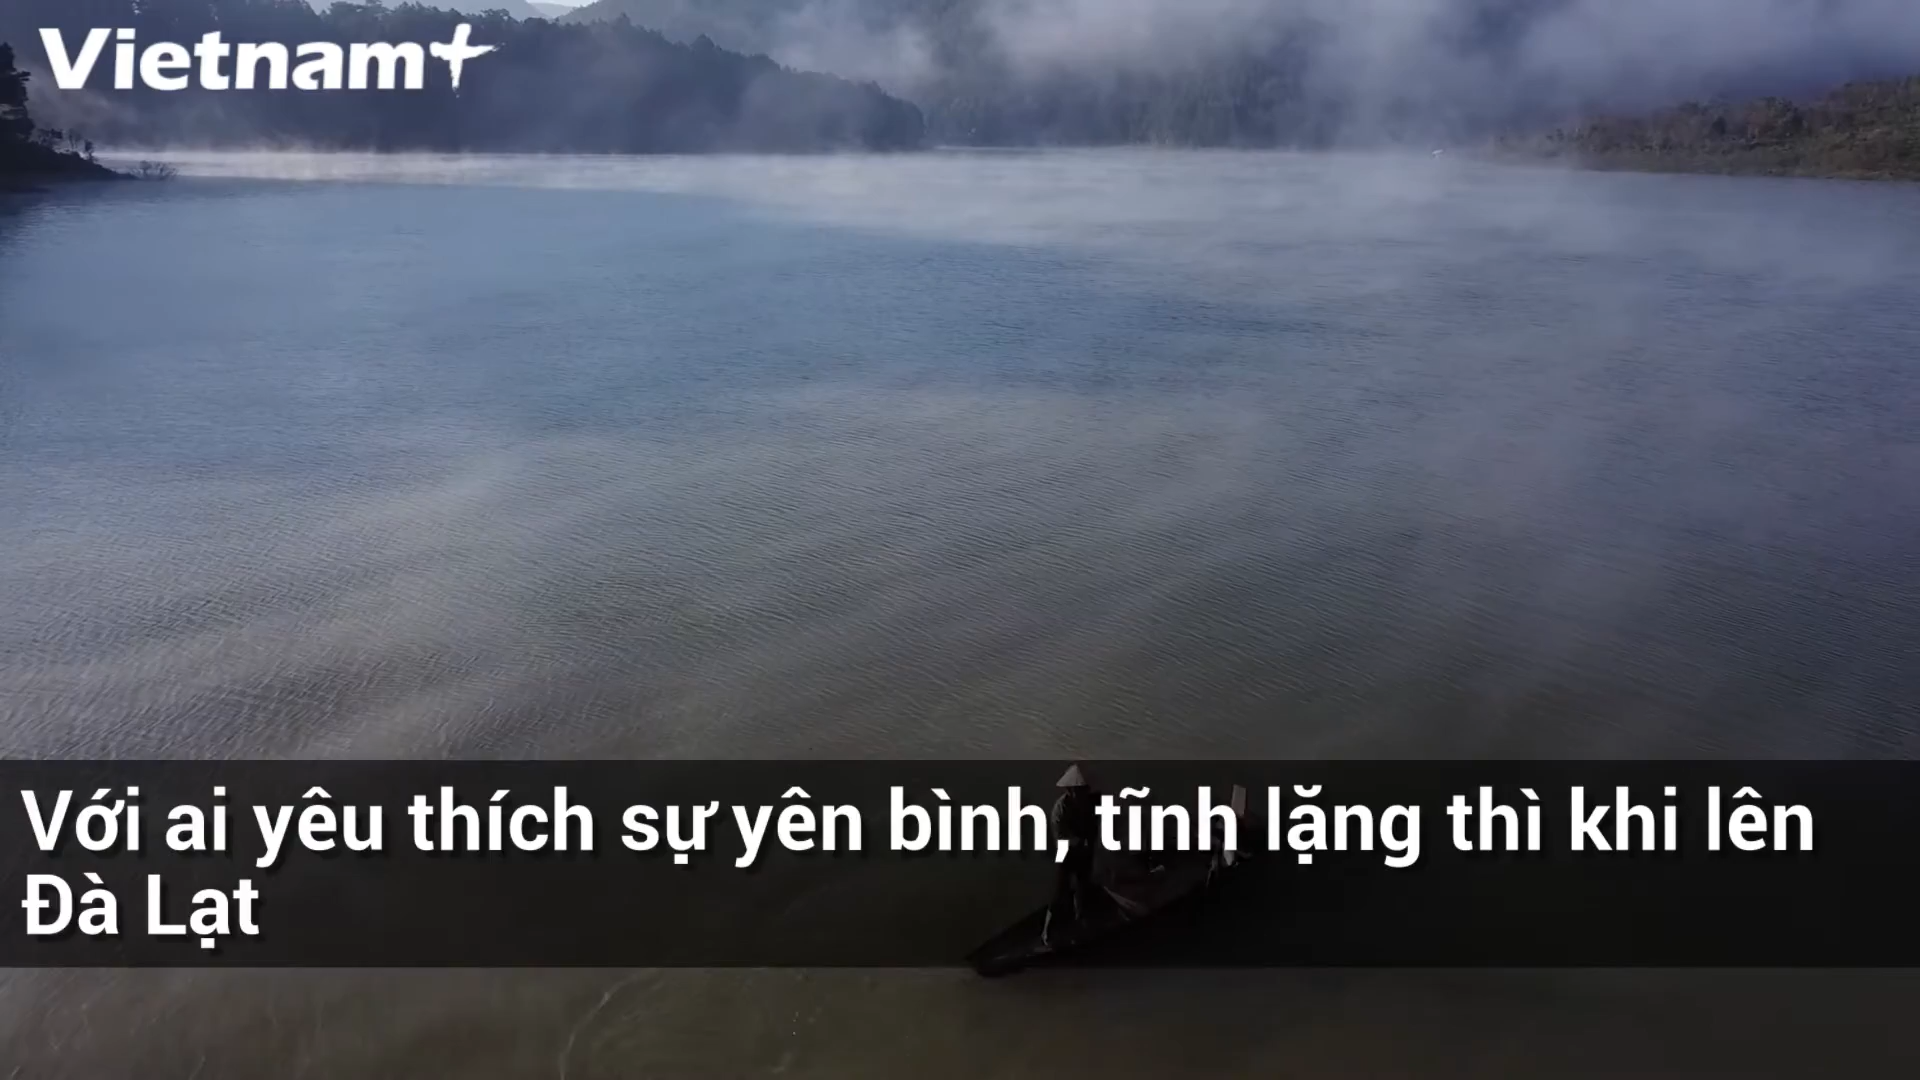 Vietnam+
Với ai yêu thích sự yên bình, tĩnh lặng thì khi lên
Đà Lạt